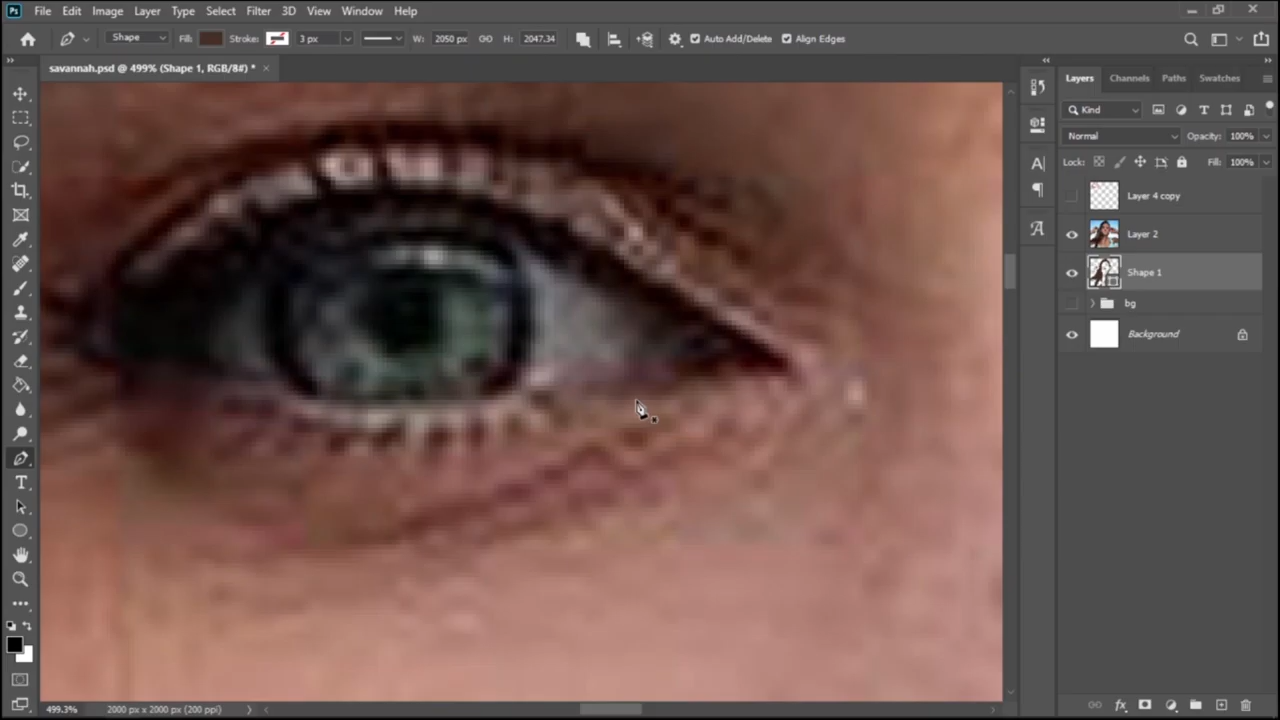 Ps File Edit Image Layer Type Select Filter 3D View Window Help
Shape Fill: Stroke: 3 px W: 2050 px H: 2047.34 Auto Add/Delete Align Edges
savannah.psd @ 499% (Shape 1, RGB/8#) * ×
Layers Channels Paths Swatches
Kind
Normal Opacity: 100%
Lock: Fill: 100%
Layer 4 copy
Layer 2
Shape 1
bg
Background
499.3% 2000 px x 2000 px (200 ppi)